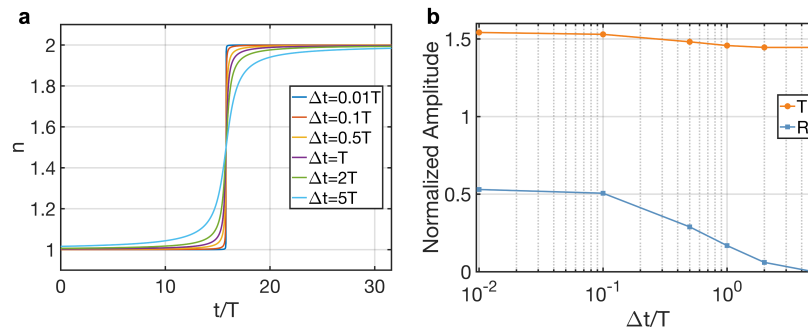 a
2
1.8
1.6
1.4
1.2
1
n
0
10
20
30
t/T
Δt=0.01T
Δt=0.1T
Δt=0.5T
Δt=T
Δt=2T
Δt=5T
b
1.5
1
0.5
0
Normalized Amplitude
10⁻²
10⁻¹
10⁰
Δt/T
T
R